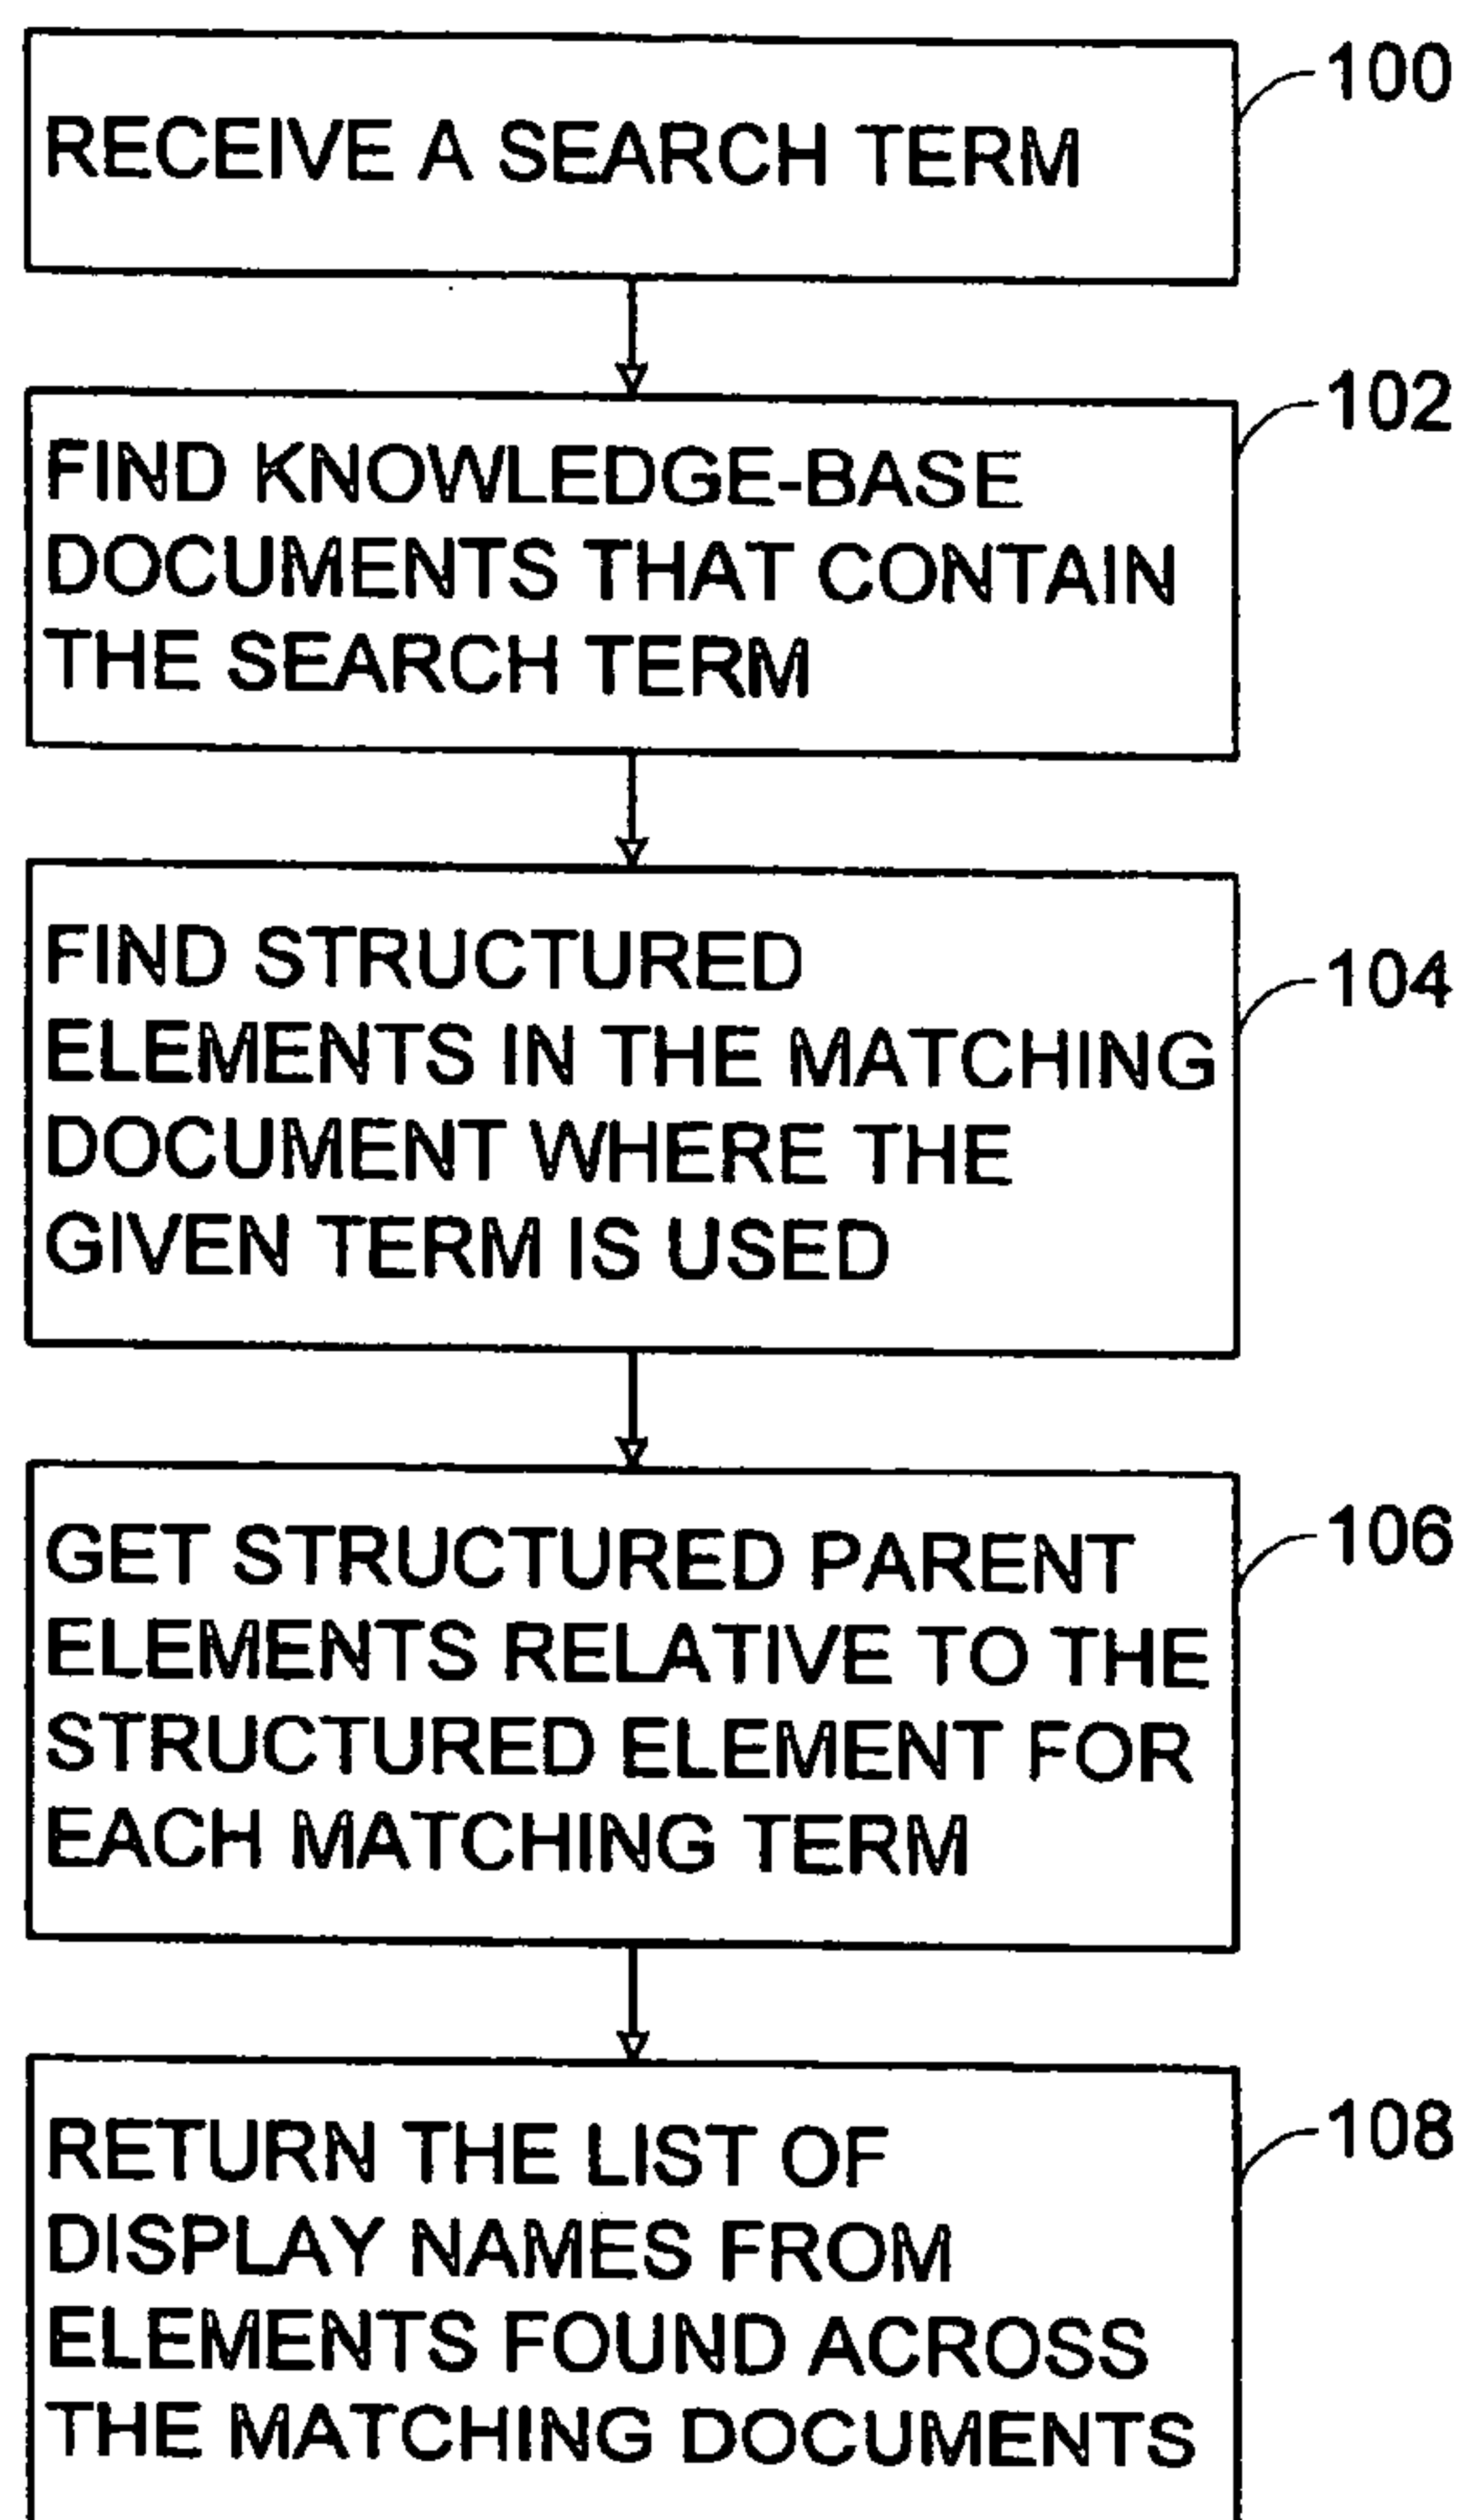 RECEIVE A SEARCH TERM
100
FIND KNOWLEDGE-BASE
DOCUMENTS THAT CONTAIN
THE SEARCH TERM
102
FIND STRUCTURED
ELEMENTS IN THE MATCHING
DOCUMENT WHERE THE
GIVEN TERM IS USED
104
GET STRUCTURED PARENT
ELEMENTS RELATIVE TO THE
STRUCTURED ELEMENT FOR
EACH MATCHING TERM
106
RETURN THE LIST OF
DISPLAY NAMES FROM
ELEMENTS FOUND ACROSS
THE MATCHING DOCUMENTS
108